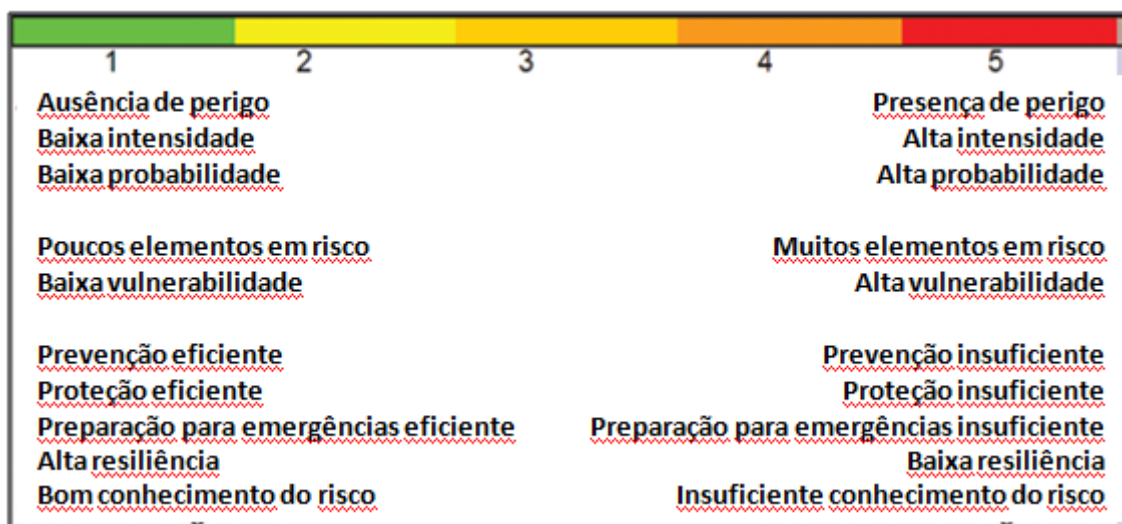 1 2 3 4 5
Ausência de perigo Presença de perigo
Baixa intensidade Alta intensidade
Baixa probabilidade Alta probabilidade
Poucos elementos em risco Muitos elementos em risco
Baixa vulnerabilidade Alta vulnerabilidade
Prevenção eficiente Prevenção insuficiente
Proteção eficiente Proteção insuficiente
Preparação para emergências eficiente Preparação para emergências insuficiente
Alta resiliência Baixa resiliência
Bom conhecimento do risco Insuficiente conhecimento do risco